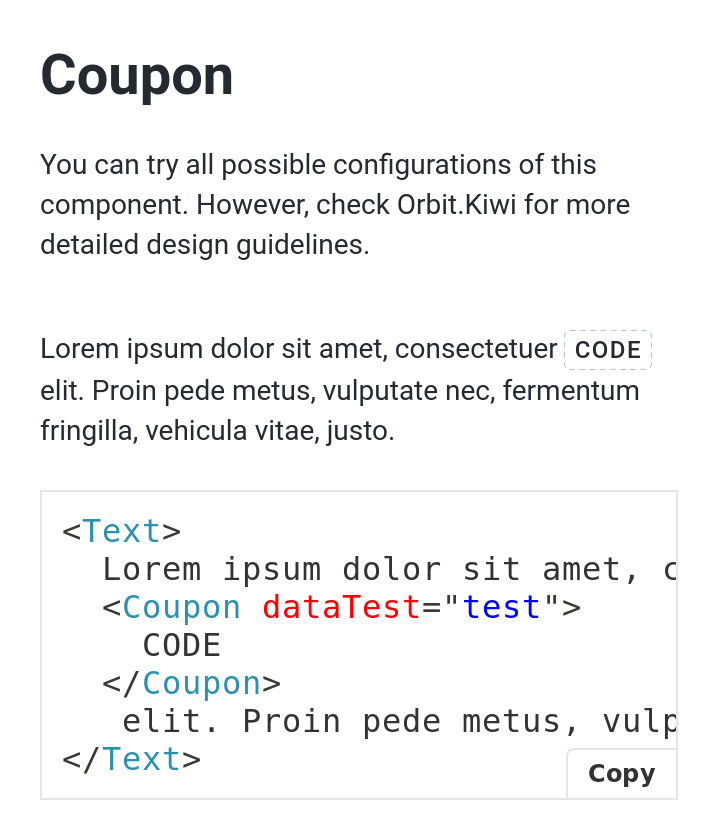 Coupon
You can try all possible configurations of this
component. However, check Orbit.Kiwi for more
detailed design guidelines.
Lorem ipsum dolor sit amet, consectetuer CODE
elit. Proin pede metus, vulputate nec, fermentum
fringilla, vehicula vitae, justo.
<Text>
  Lorem ipsum dolor sit amet, c
  <Coupon dataTest="test">
    CODE
  </Coupon>
   elit. Proin pede metus, vulp
</Text>
Copy